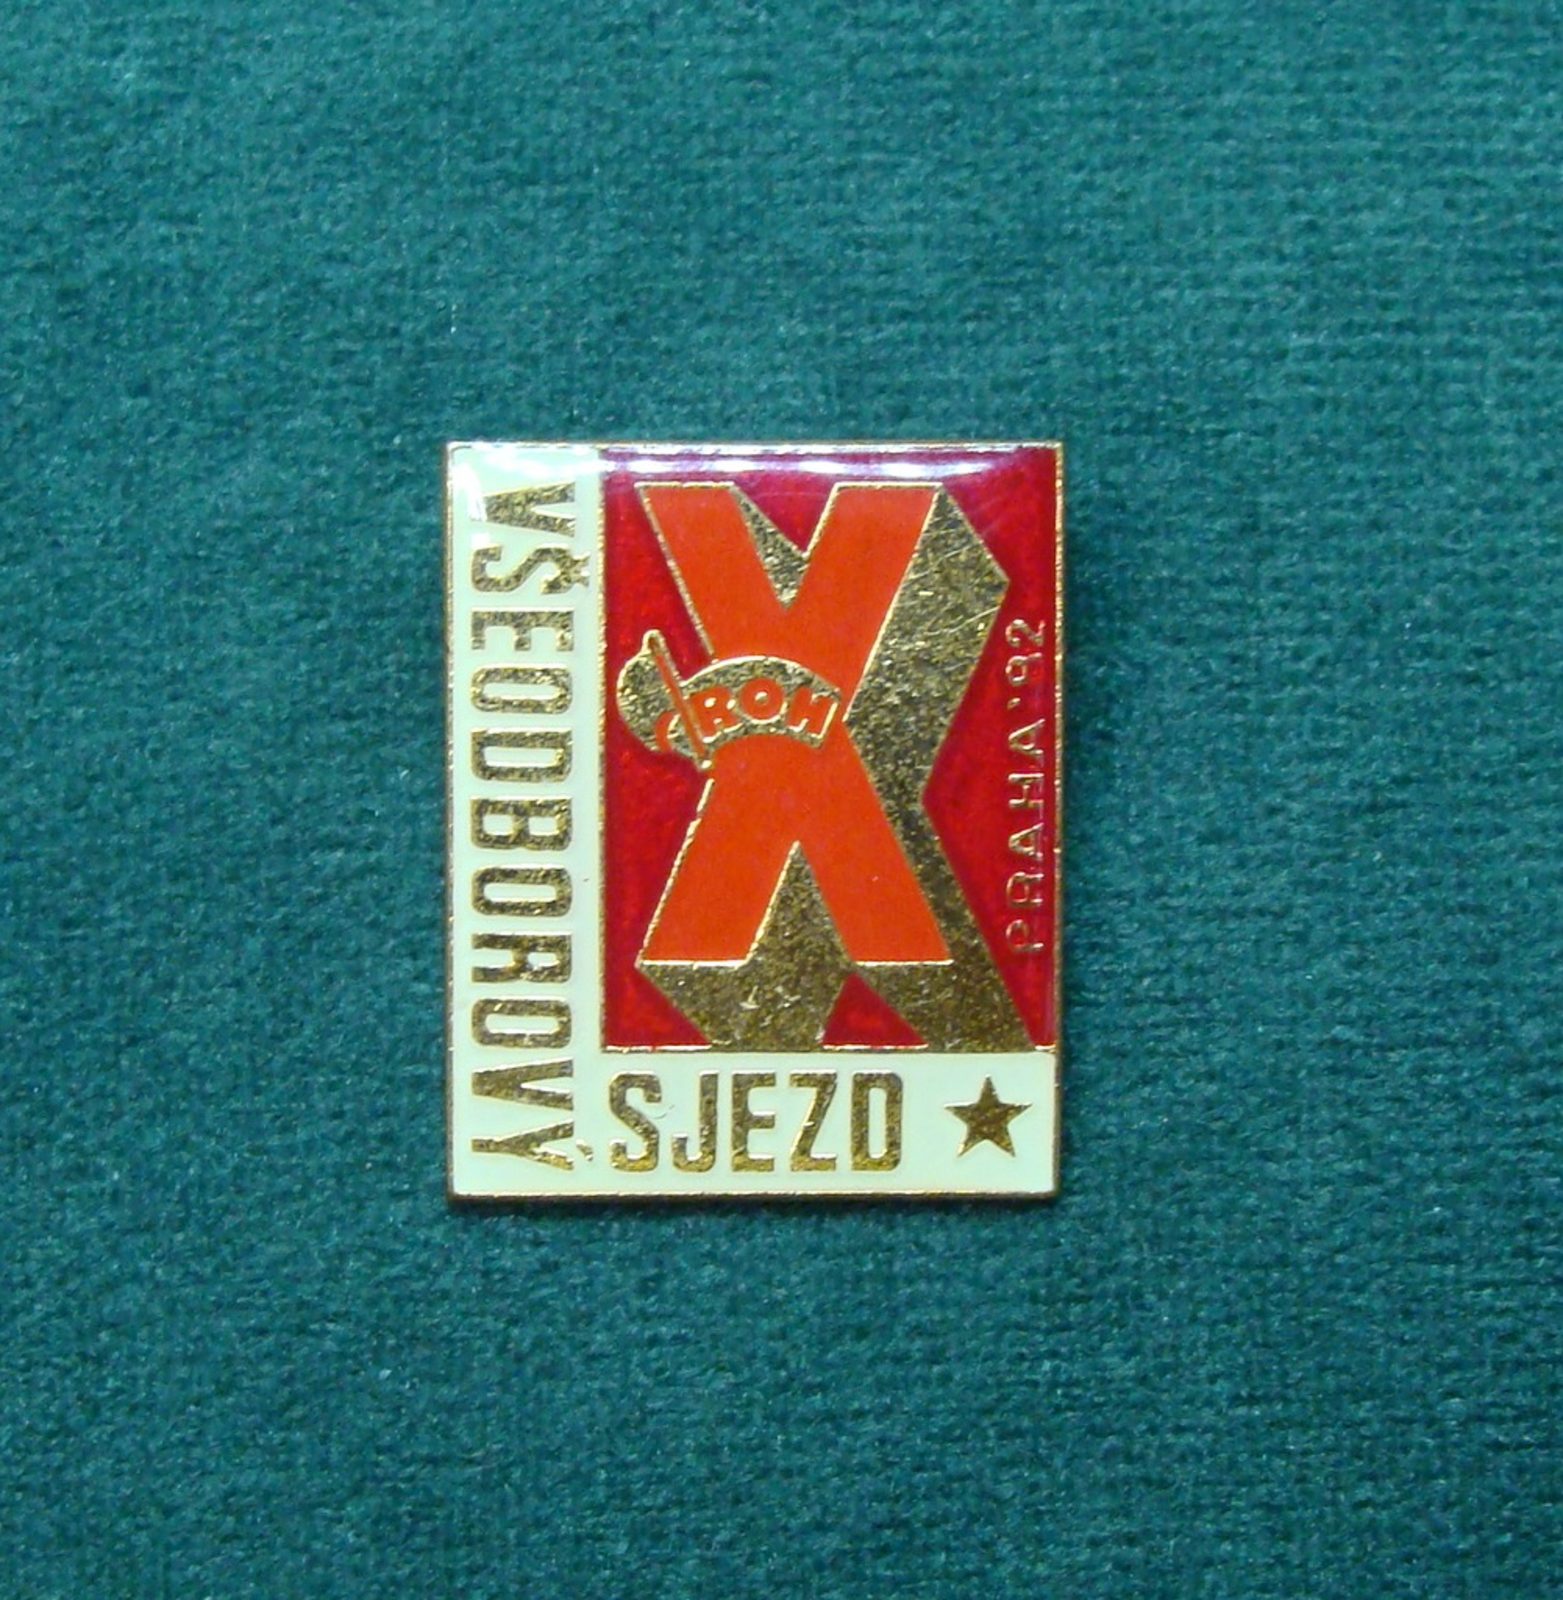 VŠEODBOROVÝ
SJEZD
X
ROH
PRAHA '82